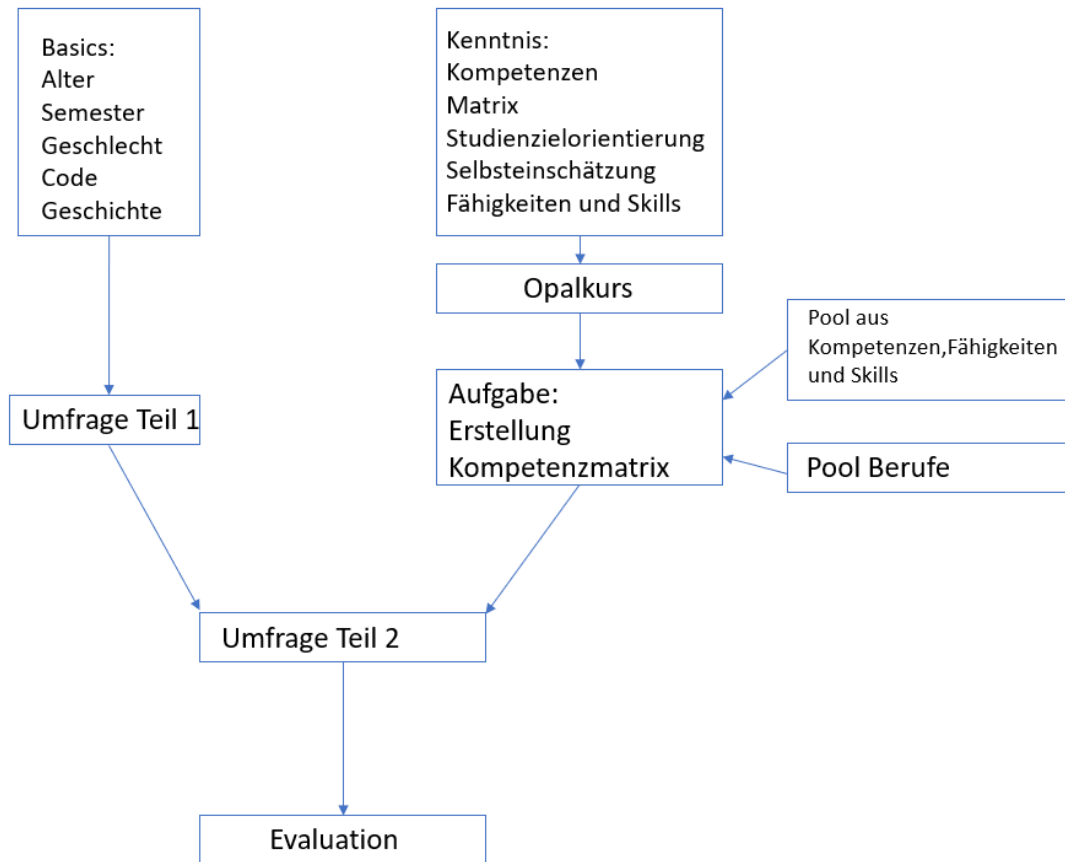 Basics:
Alter
Semester
Geschlecht
Code
Geschichte
Kenntnis:
Kompetenzen
Matrix
Studienzielorientierung
Selbsteinschätzung
Fähigkeiten und Skills
Opalkurs
Pool aus
Kompetenzen,Fähigkeiten
und Skills
Umfrage Teil 1
Aufgabe:
Erstellung
Kompetenzmatrix
Pool Berufe
Umfrage Teil 2
Evaluation